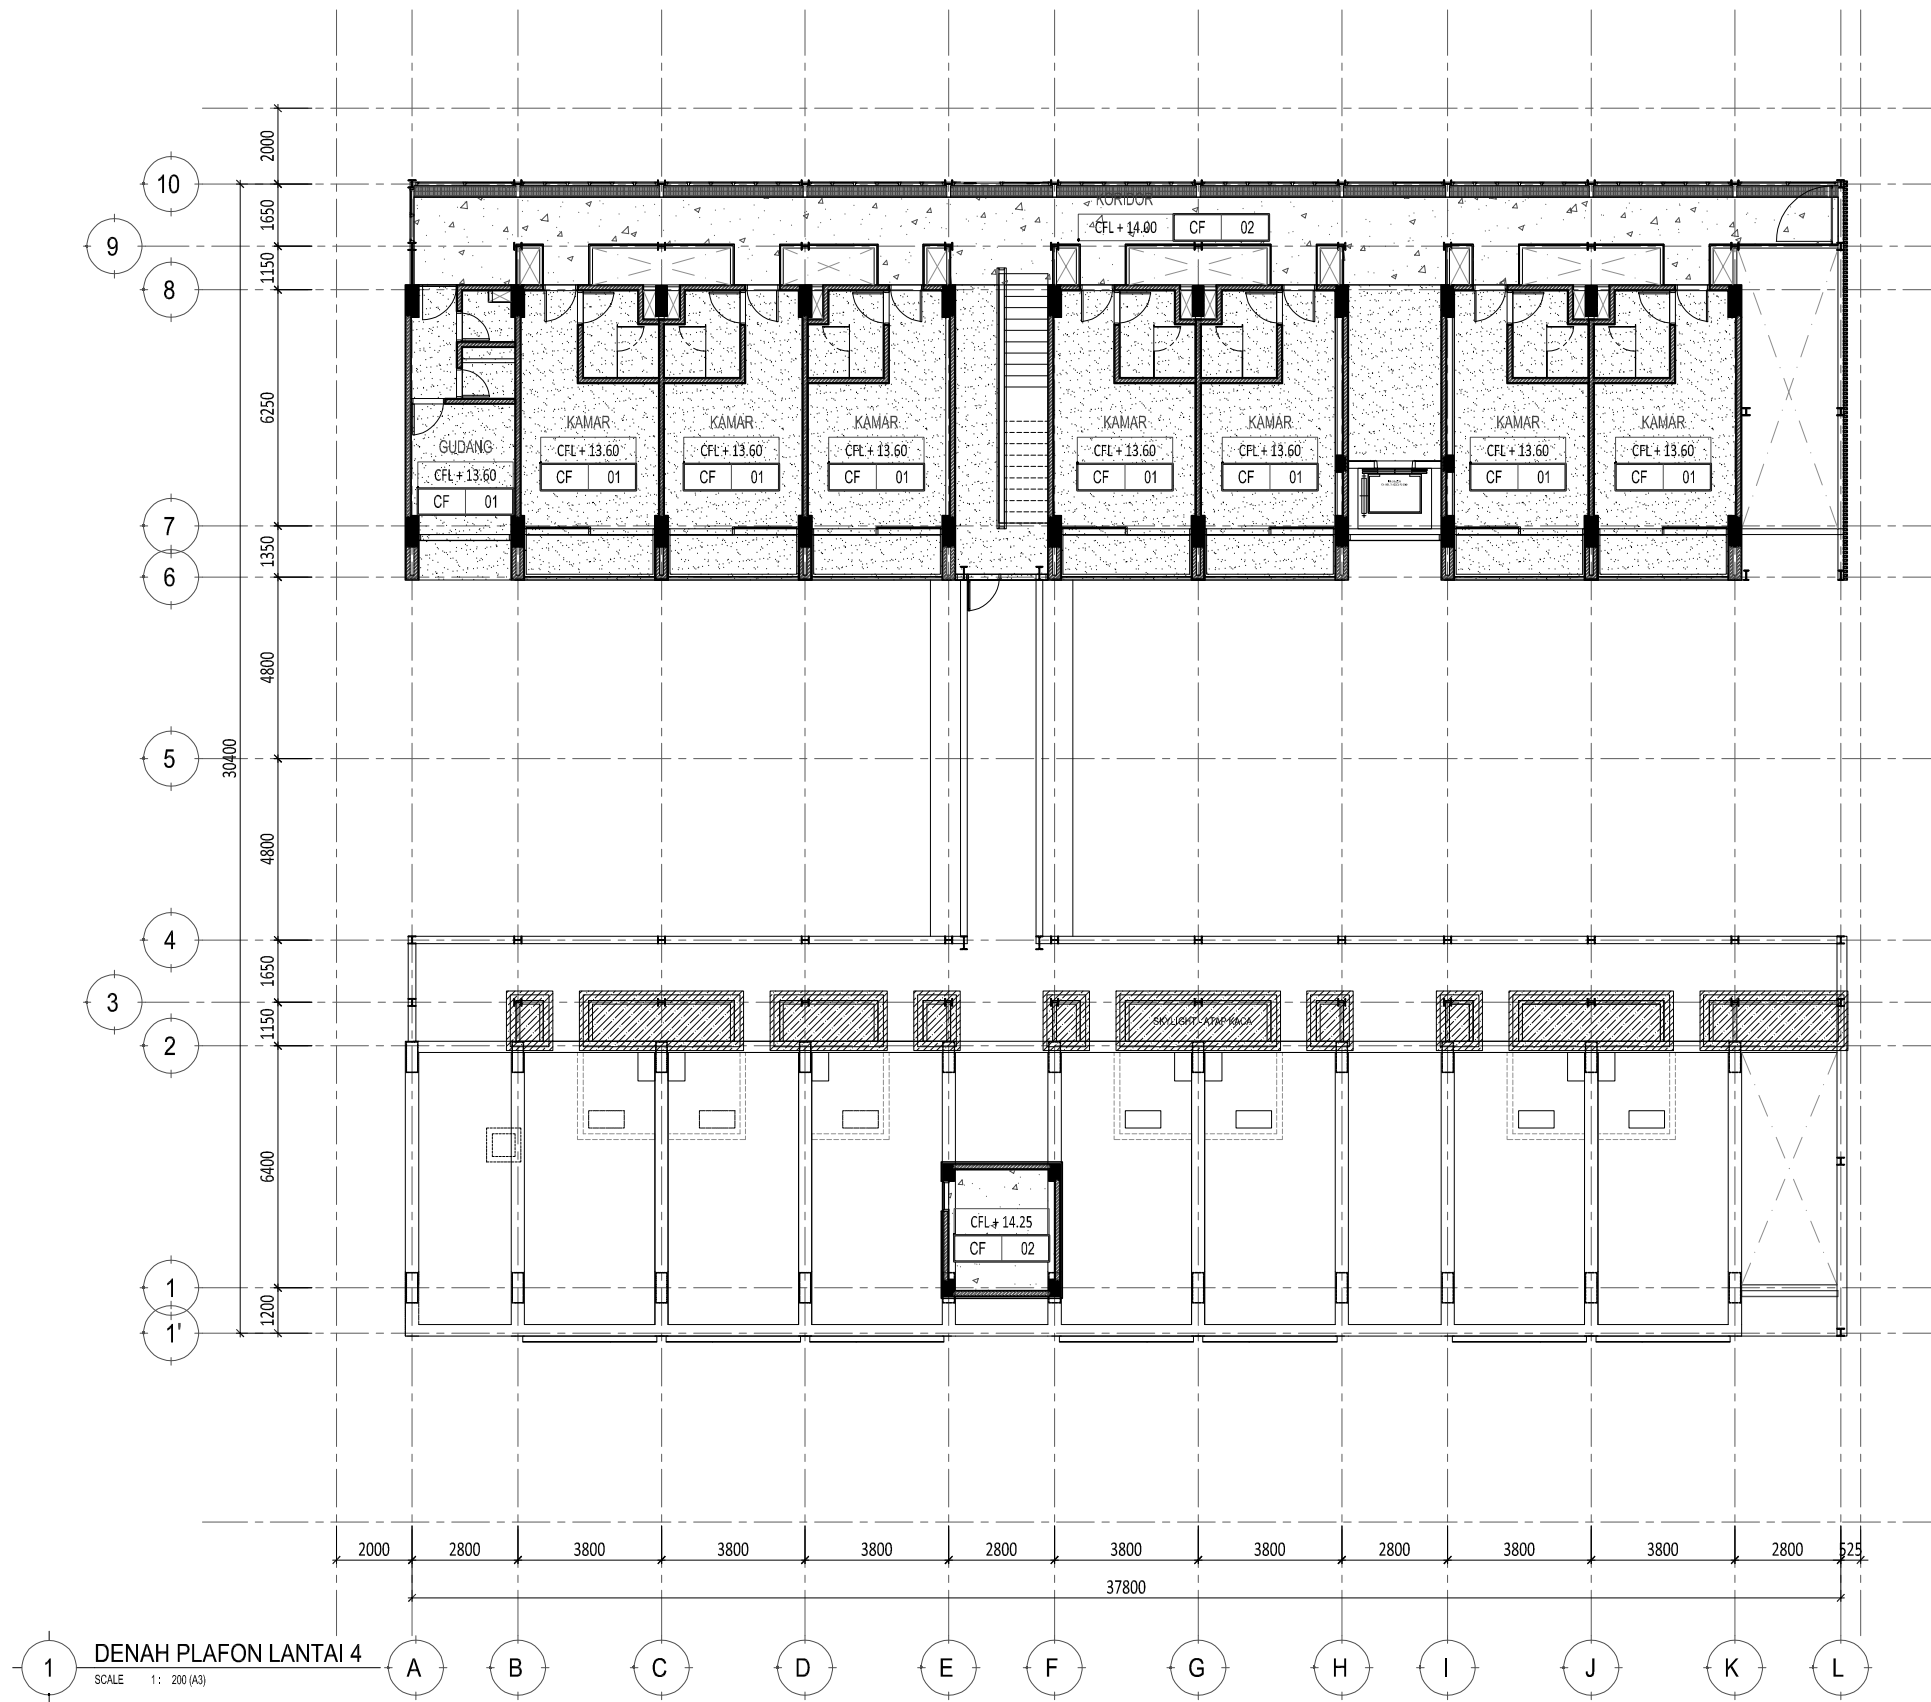 2000
10
1650
KORIDOR
CFL + 14.00 CF 02
9
1150
8
6250
KAMAR KAMAR KAMAR KAMAR KAMAR KAMAR KAMAR
GUDANG
CFL + 13.60 CFL + 13.60 CFL + 13.60 CFL + 13.60 CFL + 13.60 CFL + 13.60 CFL + 13.60
CFL + 13.60
CF 01 CF 01 CF 01 CF 01 CF 01 CF 01 CF 01
CF 01
7
1350
6
4800
5
30400
4800
4
1650
3
1150
SKYLIGHT - ATAP KACA
2
6400
CFL + 14.25
CF 02
1
1200
1'
2000 2800 3800 3800 3800 2800 3800 3800 2800 3800 3800 2800 525
37800
1 DENAH PLAFON LANTAI 4
SCALE 1 : 200 (A3)
A B C D E F G H I J K L